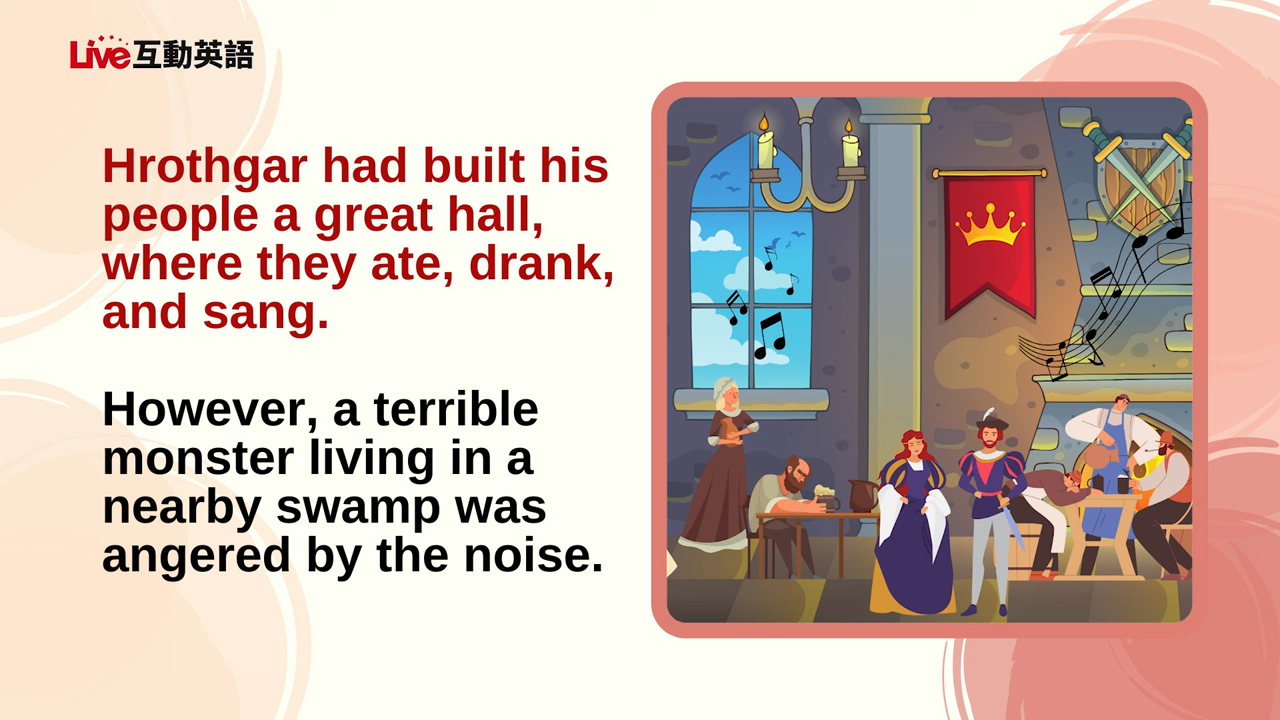 Live互動英語
Hrothgar had built his
people a great hall,
where they ate, drank,
and sang.
However, a terrible
monster living in a
nearby swamp was
angered by the noise.